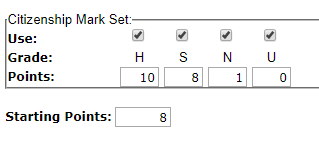 Citizenship Mark Set:
Use:
Grade: H S N U
Points: 10 8 1 0
Starting Points: 8